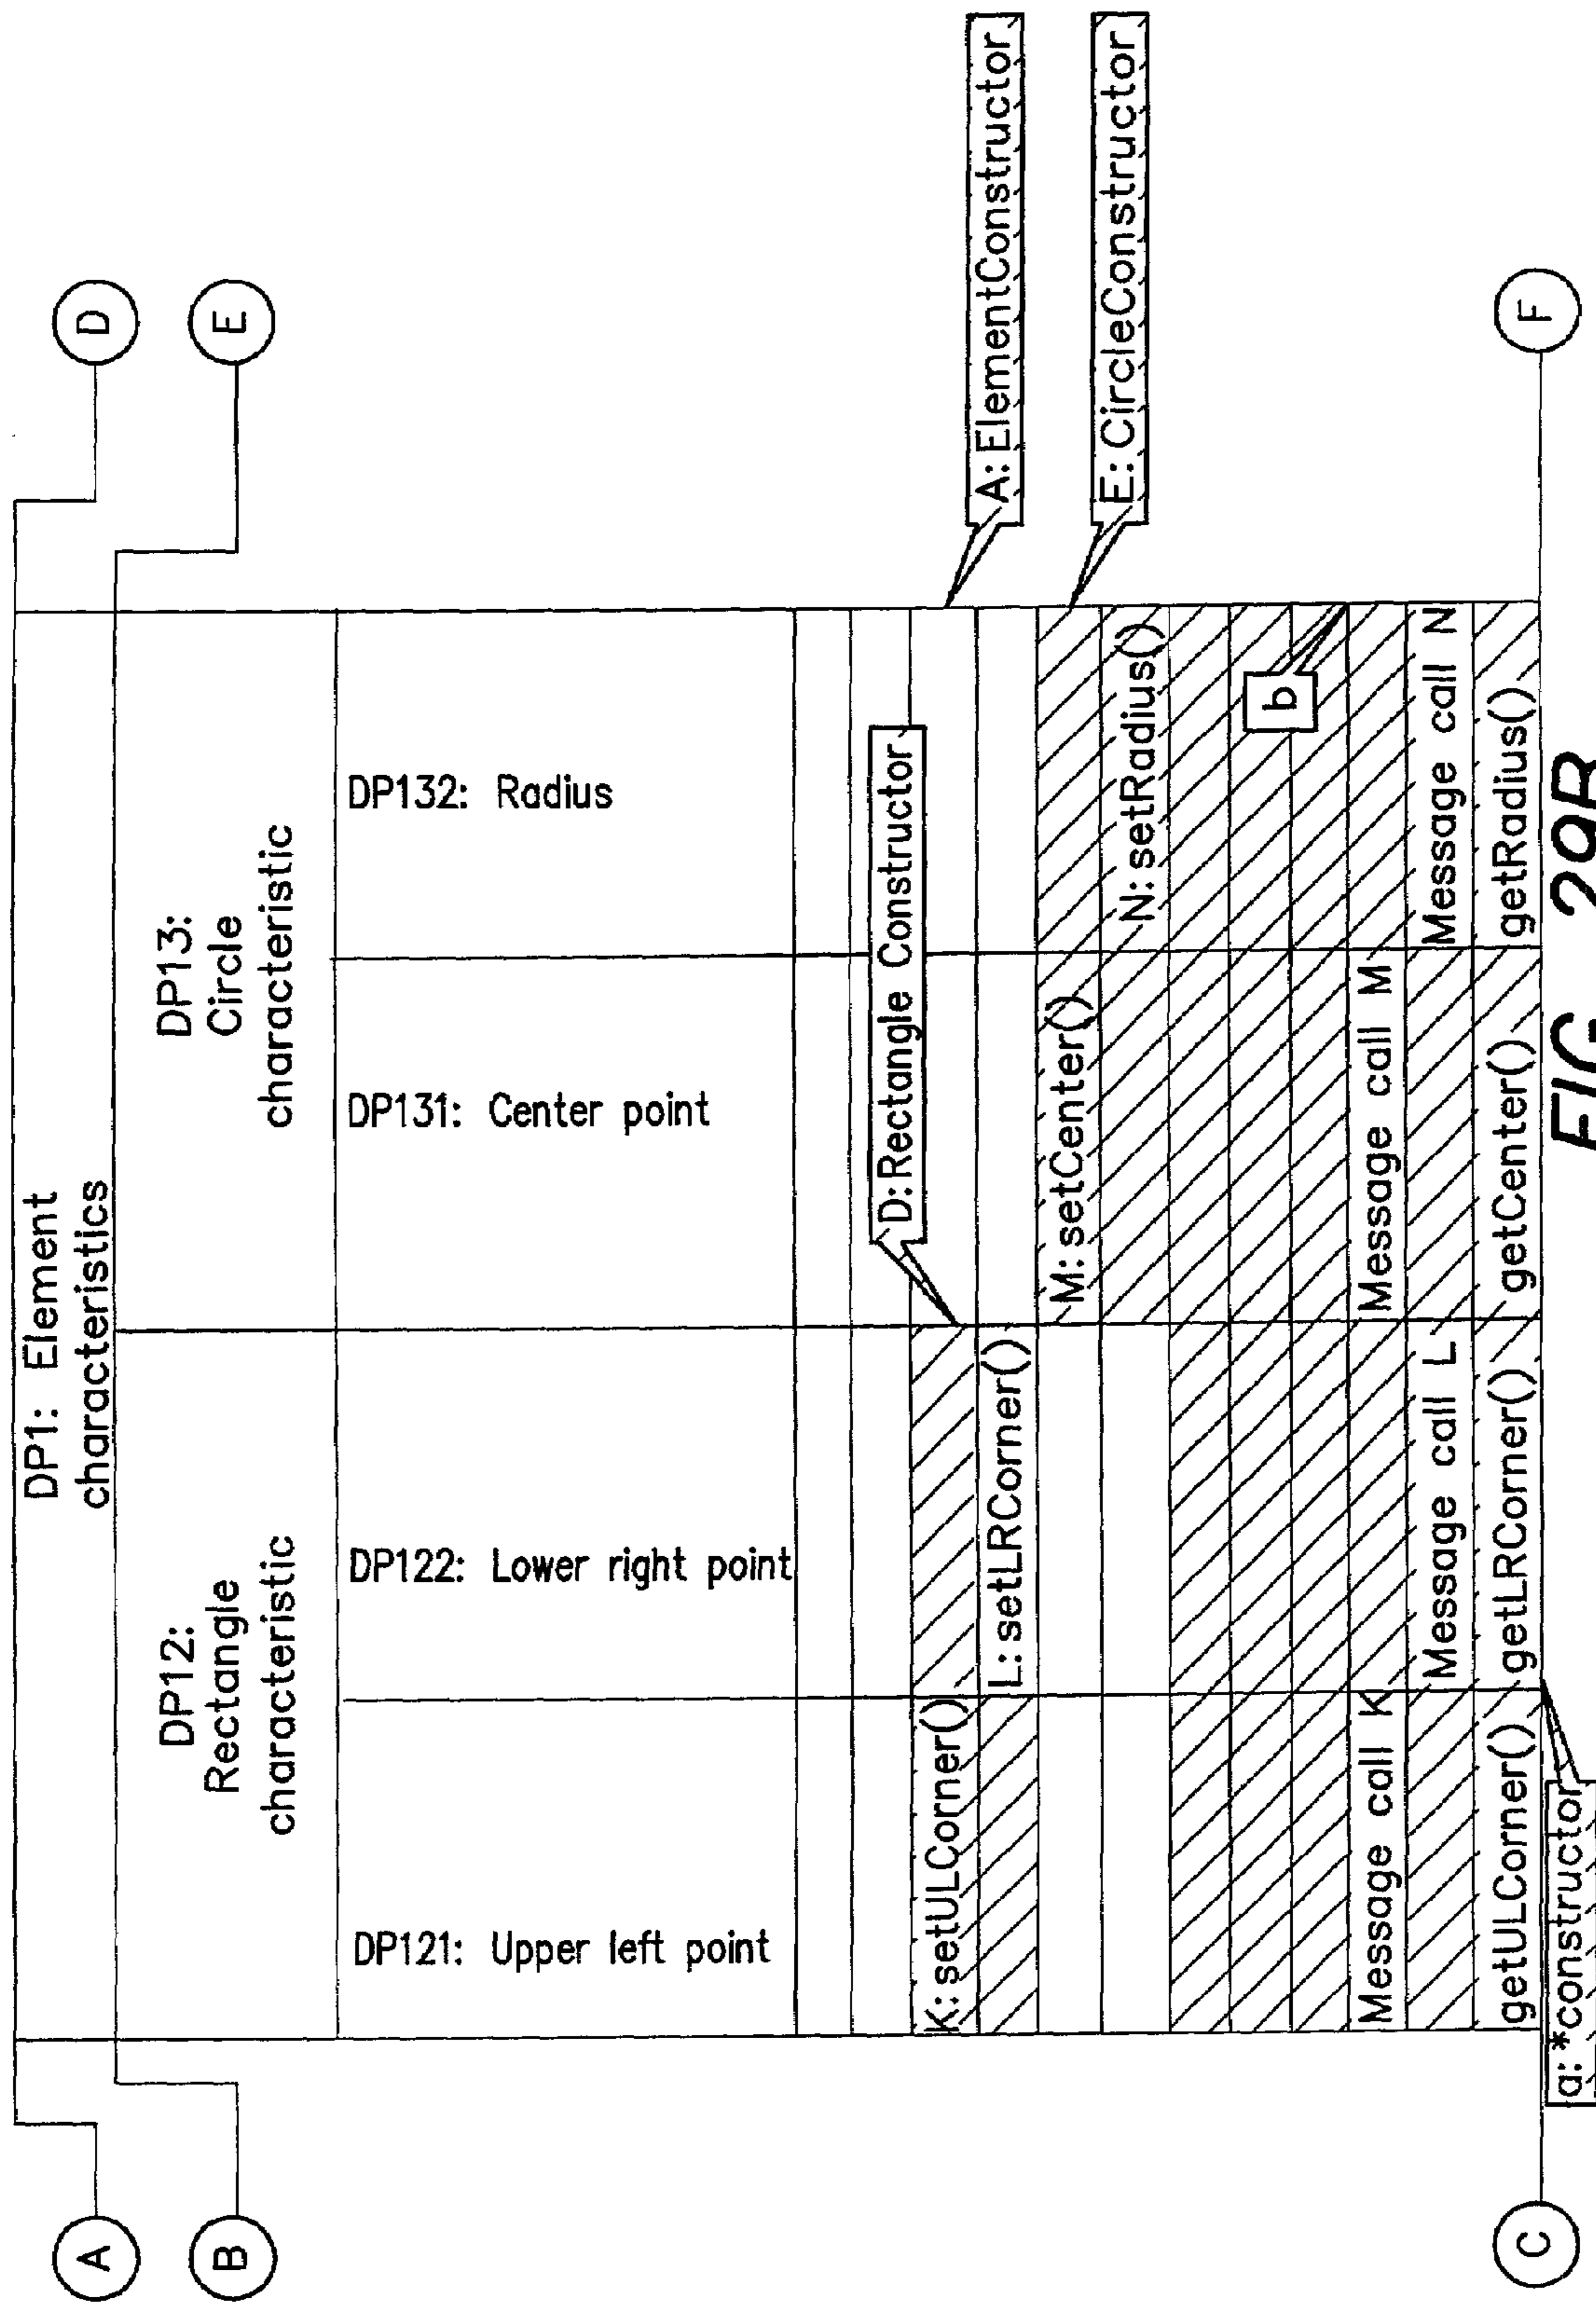 A
B
C
D
E
F
DP1: Element
characteristics
DP12:
Rectangle
characteristic
DP13:
Circle
characteristic
DP121: Upper left point
DP122: Lower right point
DP131: Center point
DP132: Radius
D:Rectangle Constructor
K:setULCorner()
A:ElementConstructor
L:setLRCorner()
M:setCenter()
E:CircleConstructor
N:setRadius()
b
Message call K
Message call M
Message call L
Message call N
getULCorner()
getLRCorner()
getCenter()
getRadius()
a:*constructor
FIG. 29B